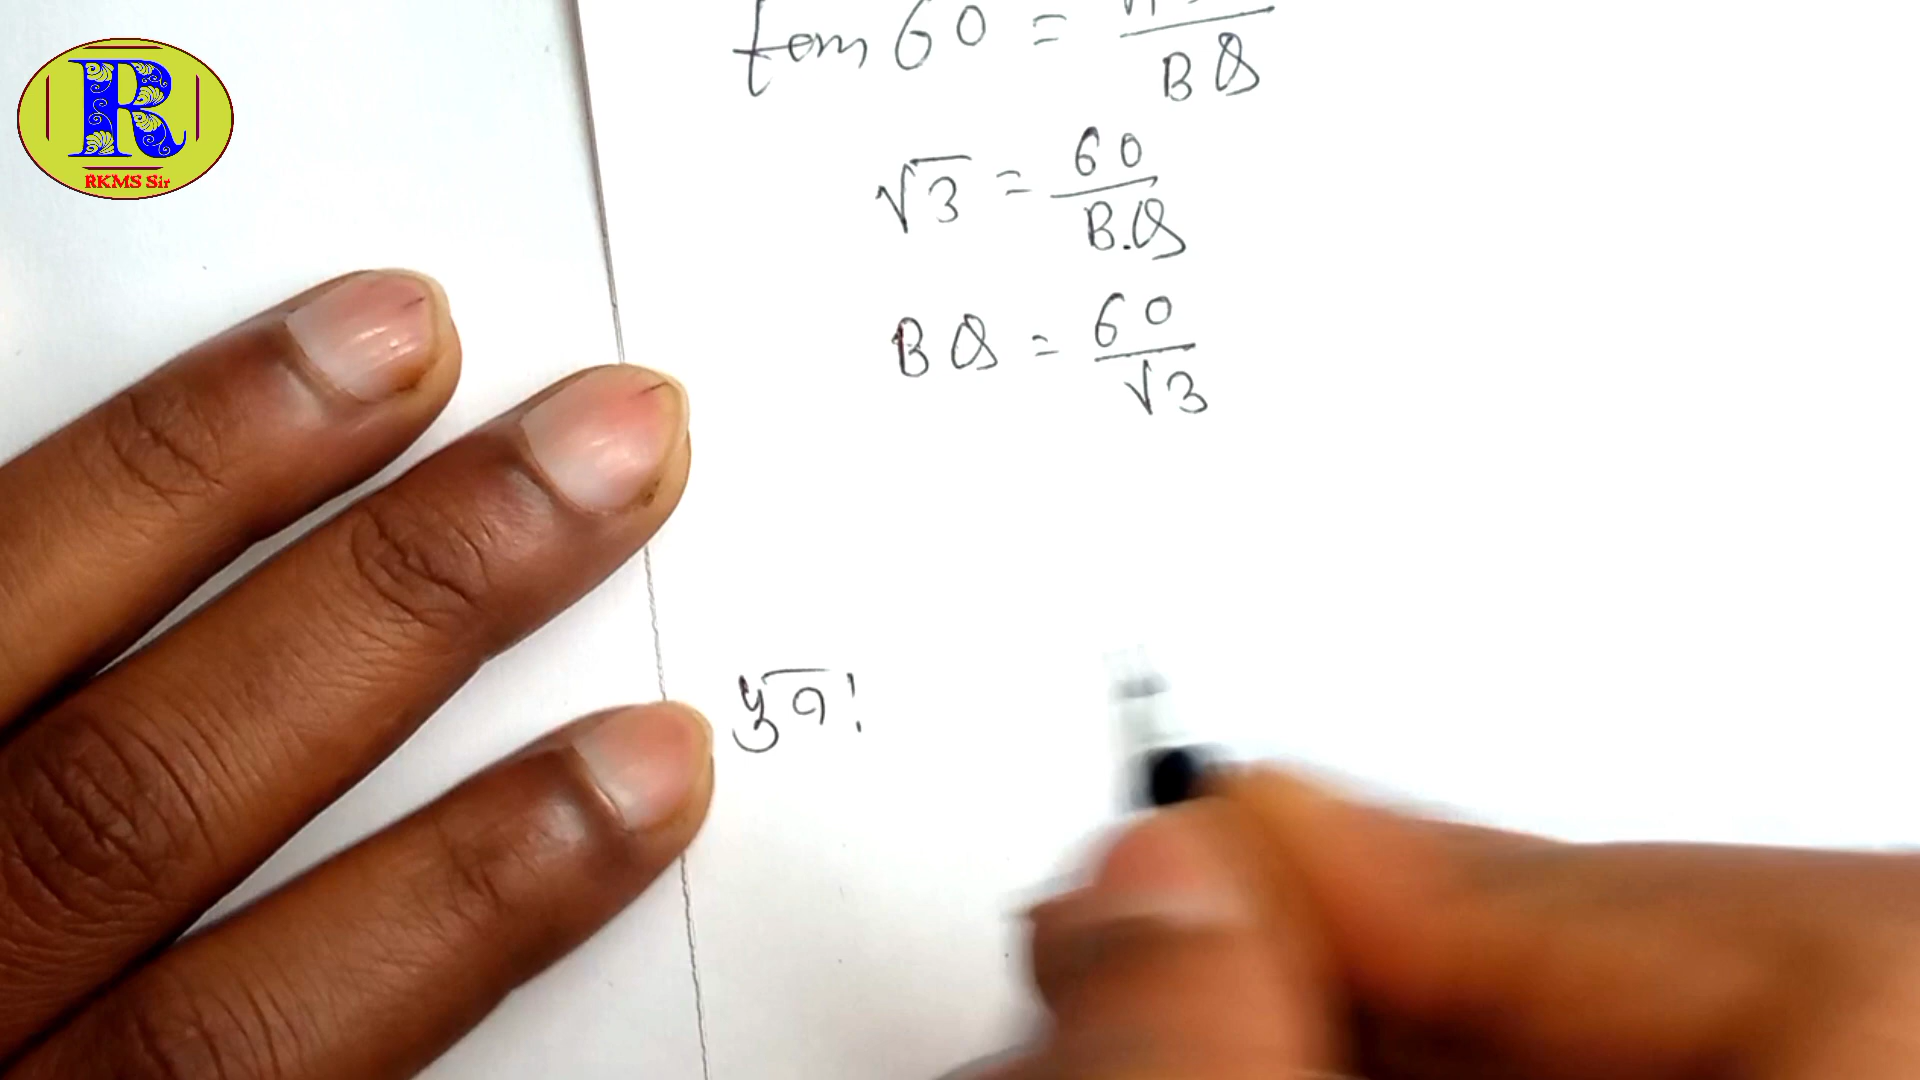 R
RKMS Sir
tan 60 = / BQ
√3 = 60 / B.Q
BQ = 60 / √3